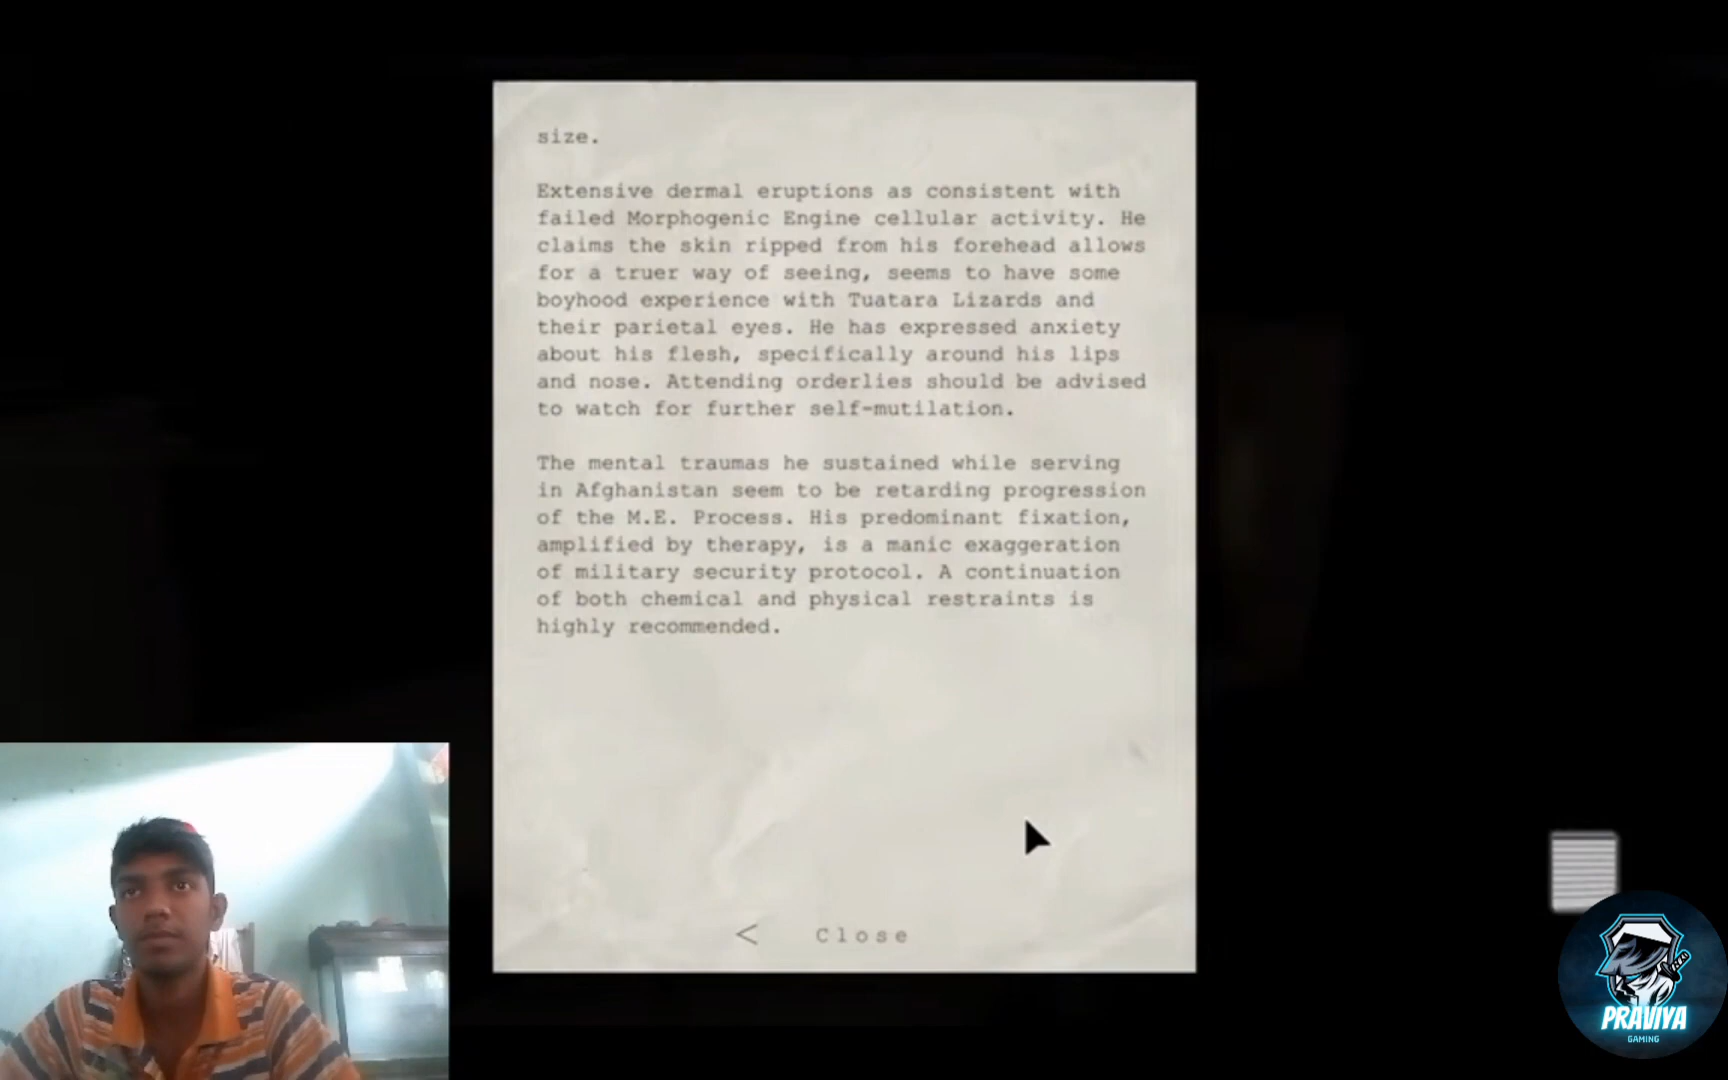 size.
Extensive dermal eruptions as consistent with
failed Morphogenic Engine cellular activity. He
claims the skin ripped from his forehead allows
for a truer way of seeing, seems to have some
boyhood experience with Tuatara Lizards and
their parietal eyes. He has expressed anxiety
about his flesh, specifically around his lips
and nose. Attending orderlies should be advised
to watch for further self-mutilation.
The mental traumas he sustained while serving
in Afghanistan seem to be retarding progression
of the M.E. Process. His predominant fixation,
amplified by therapy, is a manic exaggeration
of military security protocol. A continuation
of both chemical and physical restraints is
highly recommended.
< Close
PRAVIYA
GAMING